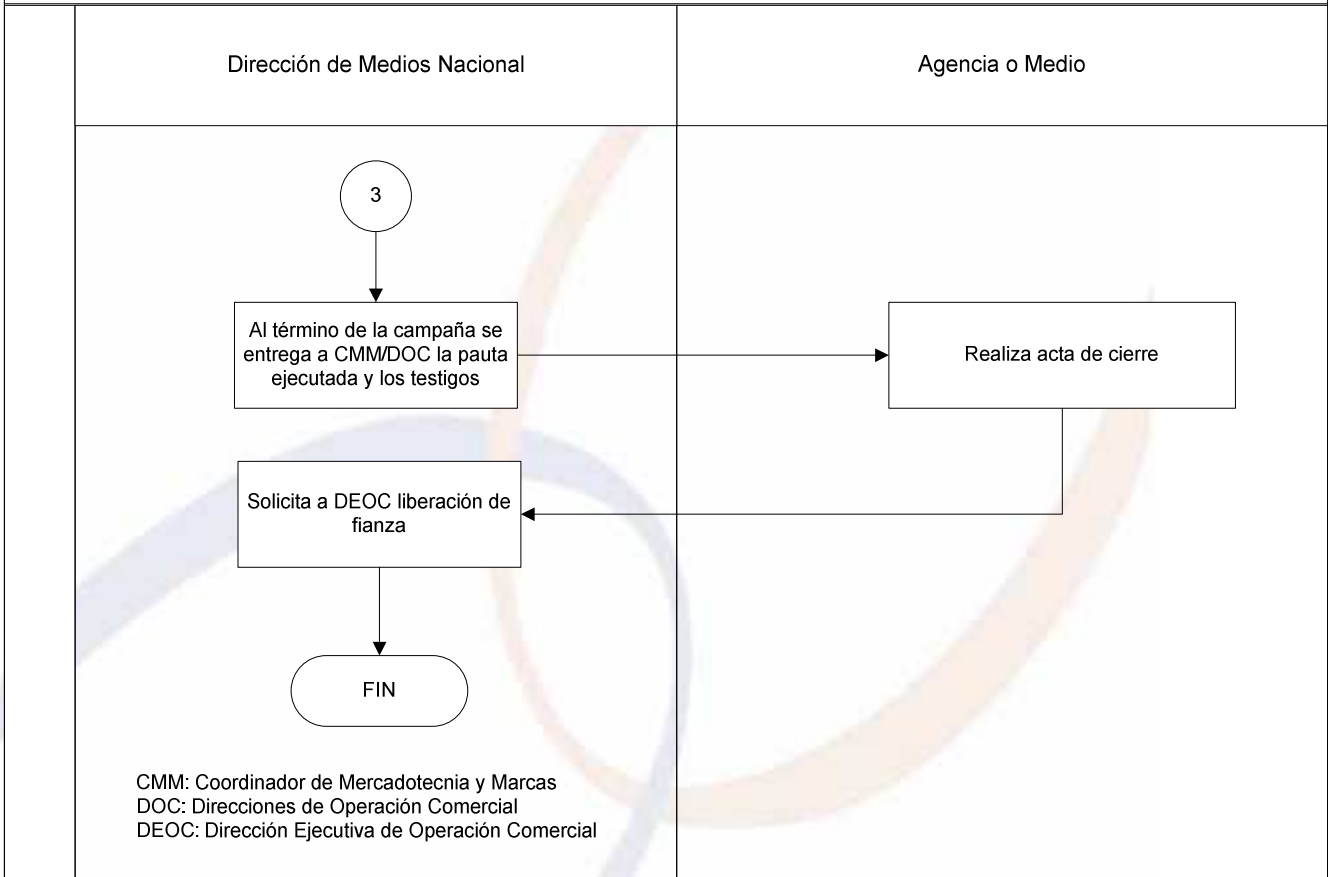 Dirección de Medios Nacional
Agencia o Medio
3
Al término de la campaña se
entrega a CMM/DOC la pauta
ejecutada y los testigos
Realiza acta de cierre
Solicita a DEOC liberación de
fianza
FIN
CMM: Coordinador de Mercadotecnia y Marcas
DOC: Direcciones de Operación Comercial
DEOC: Dirección Ejecutiva de Operación Comercial